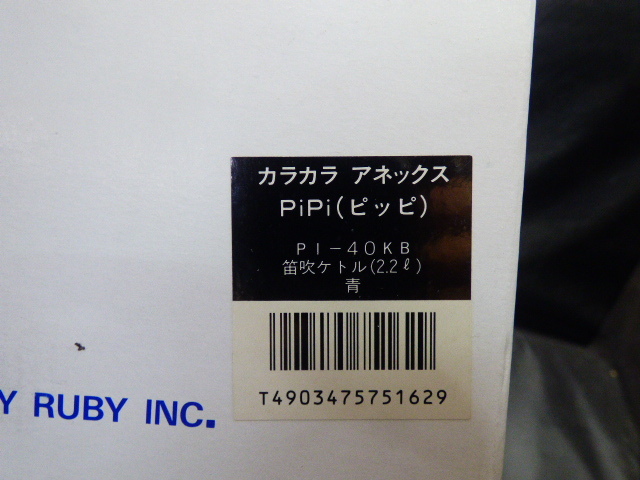 カラカラ アネックス
PiPi(ピッピ)
PI-40KB
笛吹ケトル(2.2ℓ)
青
T4903475751629
Y RUBY INC.